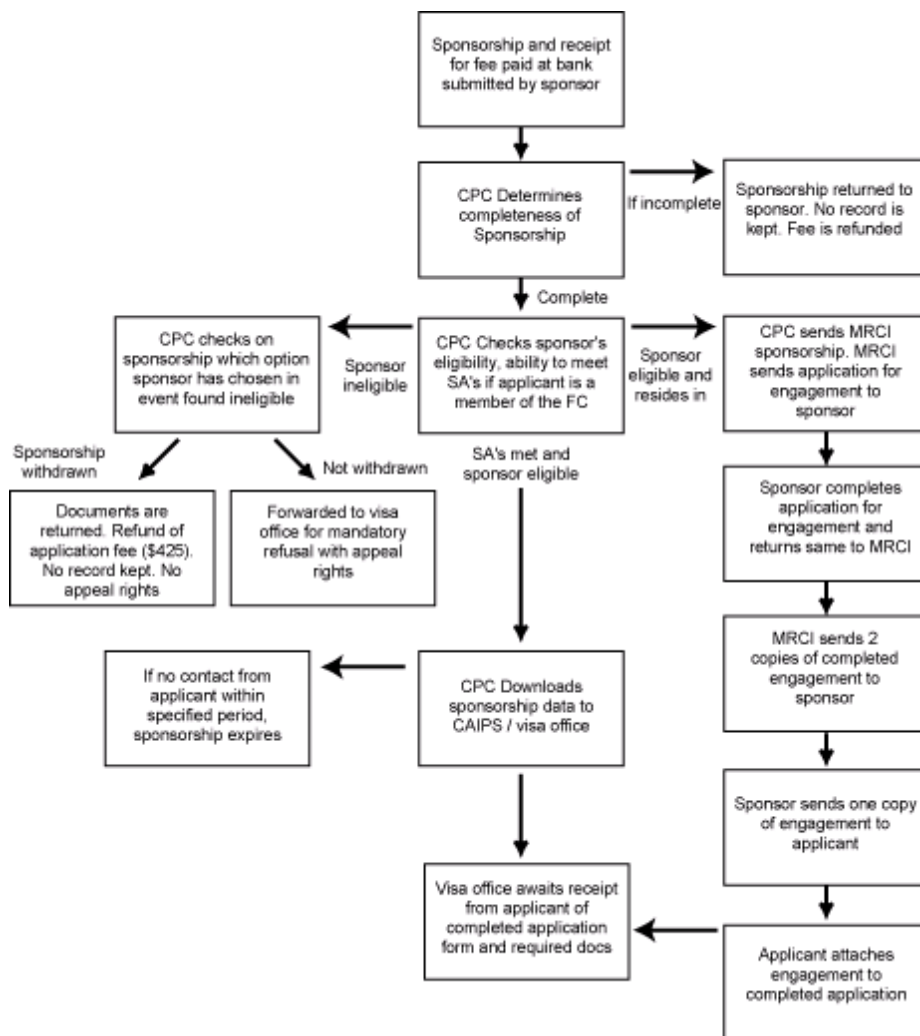 Sponsorship and receipt
for fee paid at bank
submitted by sponsor
CPC Determines
completeness of
Sponsorship
If incomplete
Sponsorship returned to
sponsor. No record is
kept. Fee is refunded
Complete
CPC checks on
sponsorship which option
sponsor has chosen in
event found ineligible
Sponsor
ineligible
CPC Checks sponsor's
eligibility, ability to meet
SA's if applicant is a
member of the FC
Sponsor
eligible and
resides in
CPC sends MRCI
sponsorship. MRCI
sends application for
engagement to
sponsor
Sponsorship
withdrawn
Not withdrawn
SA's met and
sponsor eligible
Documents are
returned. Refund of
application fee ($425).
No record kept. No
appeal rights
Forwarded to visa
office for mandatory
refusal with appeal
rights
Sponsor completes
application for
engagement and
returns same to MRCI
MRCI sends 2
copies of completed
engagement to
sponsor
If no contact from
applicant within
specified period,
sponsorship expires
CPC Downloads
sponsorship data to
CAIPS / visa office
Sponsor sends one copy
of engagement to
applicant
Visa office awaits receipt
from applicant of
completed application
form and required docs
Applicant attaches
engagement to
completed application